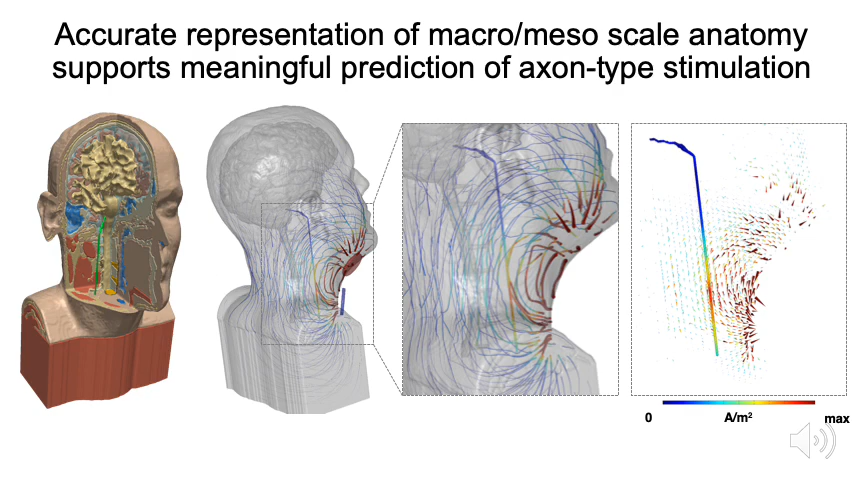 Accurate representation of macro/meso scale anatomy
supports meaningful prediction of axon-type stimulation
0 A/m² max